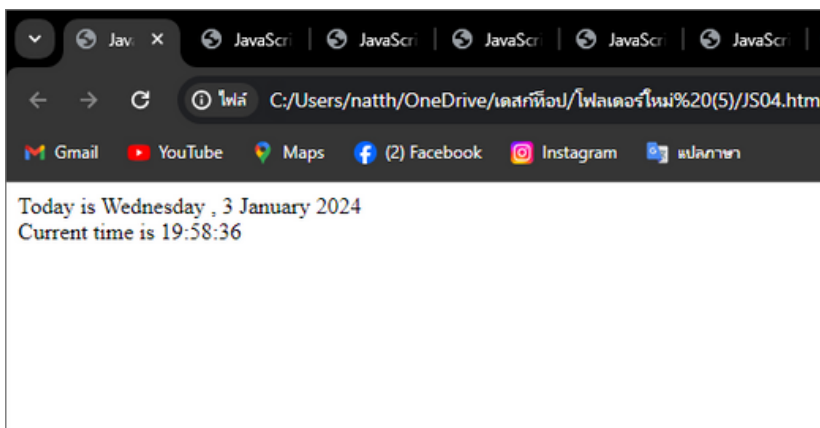 Jav JavaScri JavaScri JavaScri JavaScri JavaScri
ไฟล์ C:/Users/natth/OneDrive/เดสก์ท็อป/โฟลเดอร์ใหม่%20(5)/JS04.htm
Gmail YouTube Maps (2) Facebook Instagram แปลภาษา
Today is Wednesday , 3 January 2024
Current time is 19:58:36